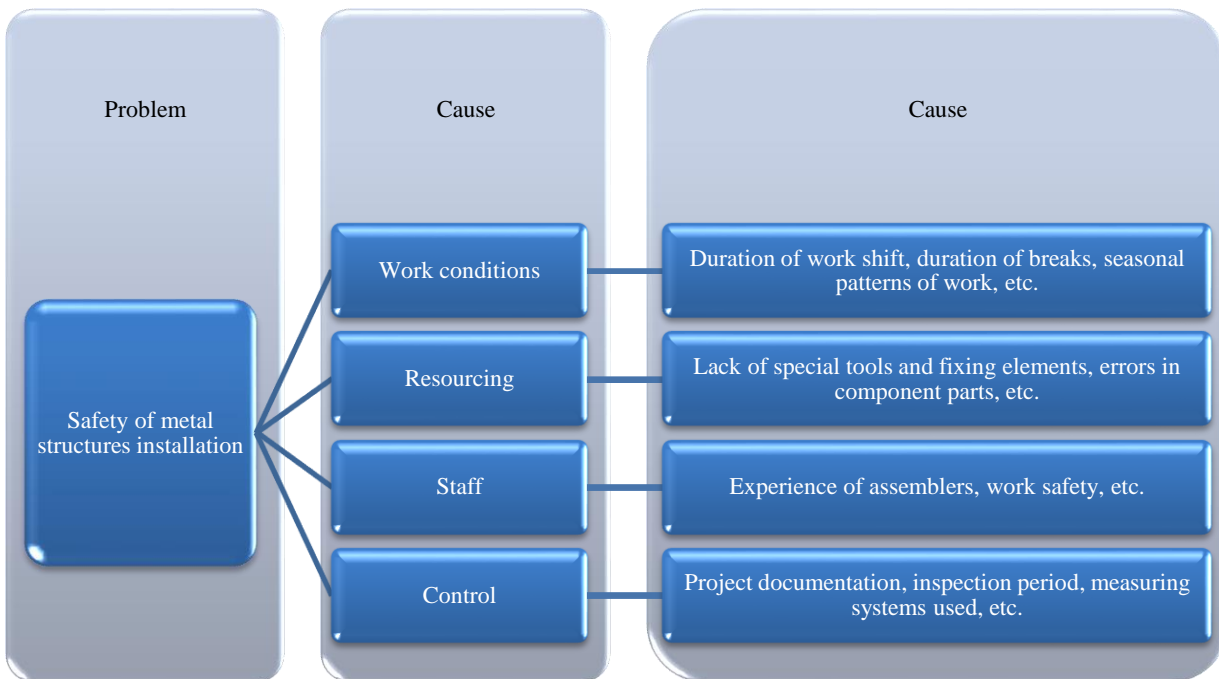 Problem
Cause
Cause
Safety of metal
structures installation
Work conditions
Duration of work shift, duration of breaks, seasonal
patterns of work, etc.
Resourcing
Lack of special tools and fixing elements, errors in
component parts, etc.
Staff
Experience of assemblers, work safety, etc.
Control
Project documentation, inspection period, measuring
systems used, etc.